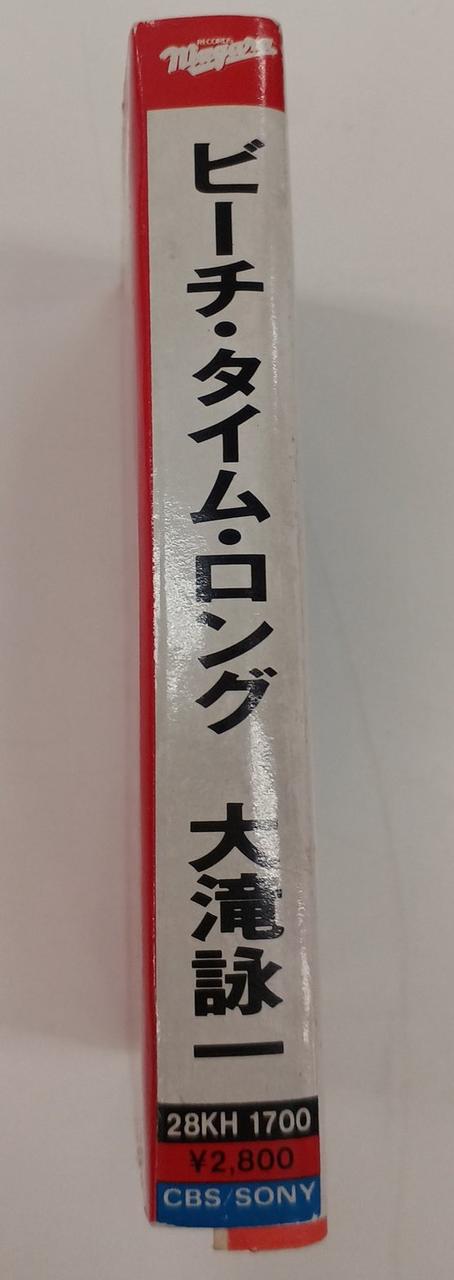 RECORDS
Niagara
ビーチ・タイム・ロング 大滝詠一
28KH 1700
¥2,800
CBS/SONY